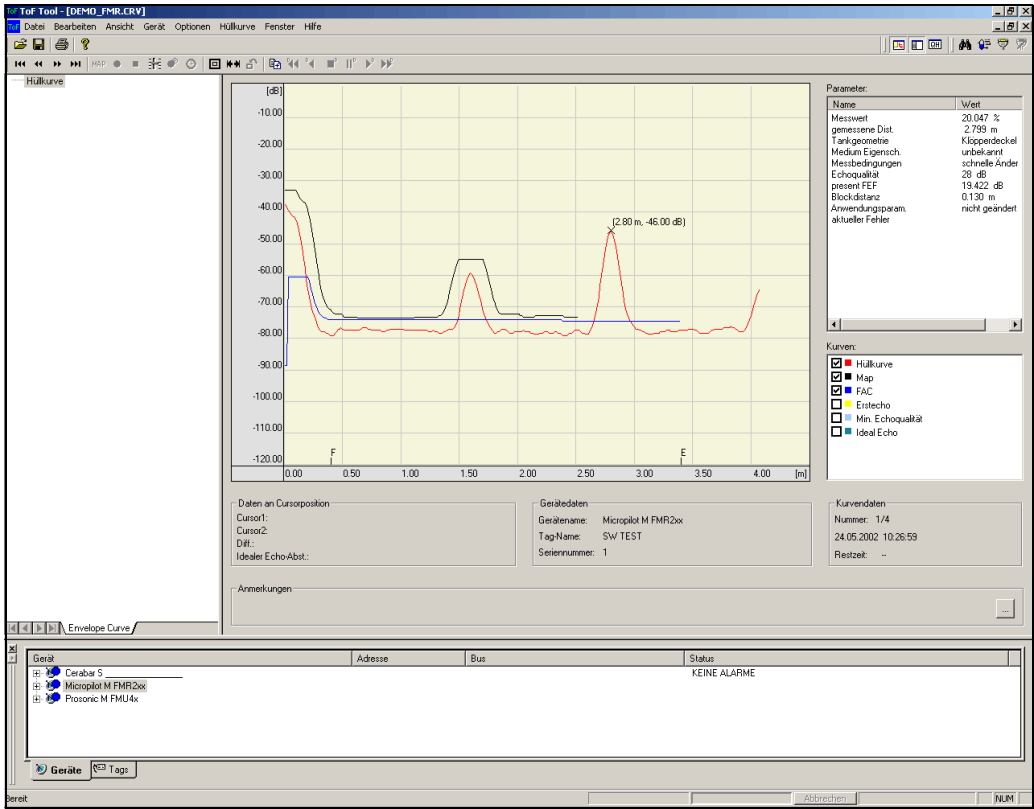 ToF Tool - [DEMO_FMR.CRV]
Datei Bearbeiten Ansicht Gerät Optionen Hüllkurve Fenster Hilfe
MAP
Hüllkurve
[dB]
-10.00
-20.00
-30.00
-40.00
-50.00
-60.00
-70.00
-80.00
-90.00
-100.00
-110.00
-120.00
(2.80 m, -46.00 dB)
F
E
0.00 0.50 1.00 1.50 2.00 2.50 3.00 3.50 4.00 [m]
Parameter:
Name Wert
Messwert 20.047 %
gemessene Dist. 2.799 m
Tankgeometrie Klöpperdeckel
Medium Eigensch. unbekannt
Messbedingungen schnelle Änder
Echoqualität 28 dB
present FEF 19.422 dB
Blockdistanz 0.130 m
Anwendungsparam. nicht geändert
aktueller Fehler
Kurven:
Hüllkurve
Map
FAC
Erstecho
Min. Echoqualität
Ideal Echo
Daten an Cursorposition
Cursor1:
Cursor2:
Diff.:
Idealer Echo-Abst.:
Gerätedaten
Gerätename: Micropilot M FMR2xx
Tag-Name: SW TEST
Seriennummer: 1
Kurvendaten
Nummer: 1/4
24.05.2002 10:26:59
Restzeit: --
Anmerkungen
...
Envelope Curve
Gerät Adresse Bus Status
Cerabar S ________________ KEINE ALARME
Micropilot M FMR2xx
Prosonic M FMU4x
Geräte Tags
Bereit Abbrechen NUM